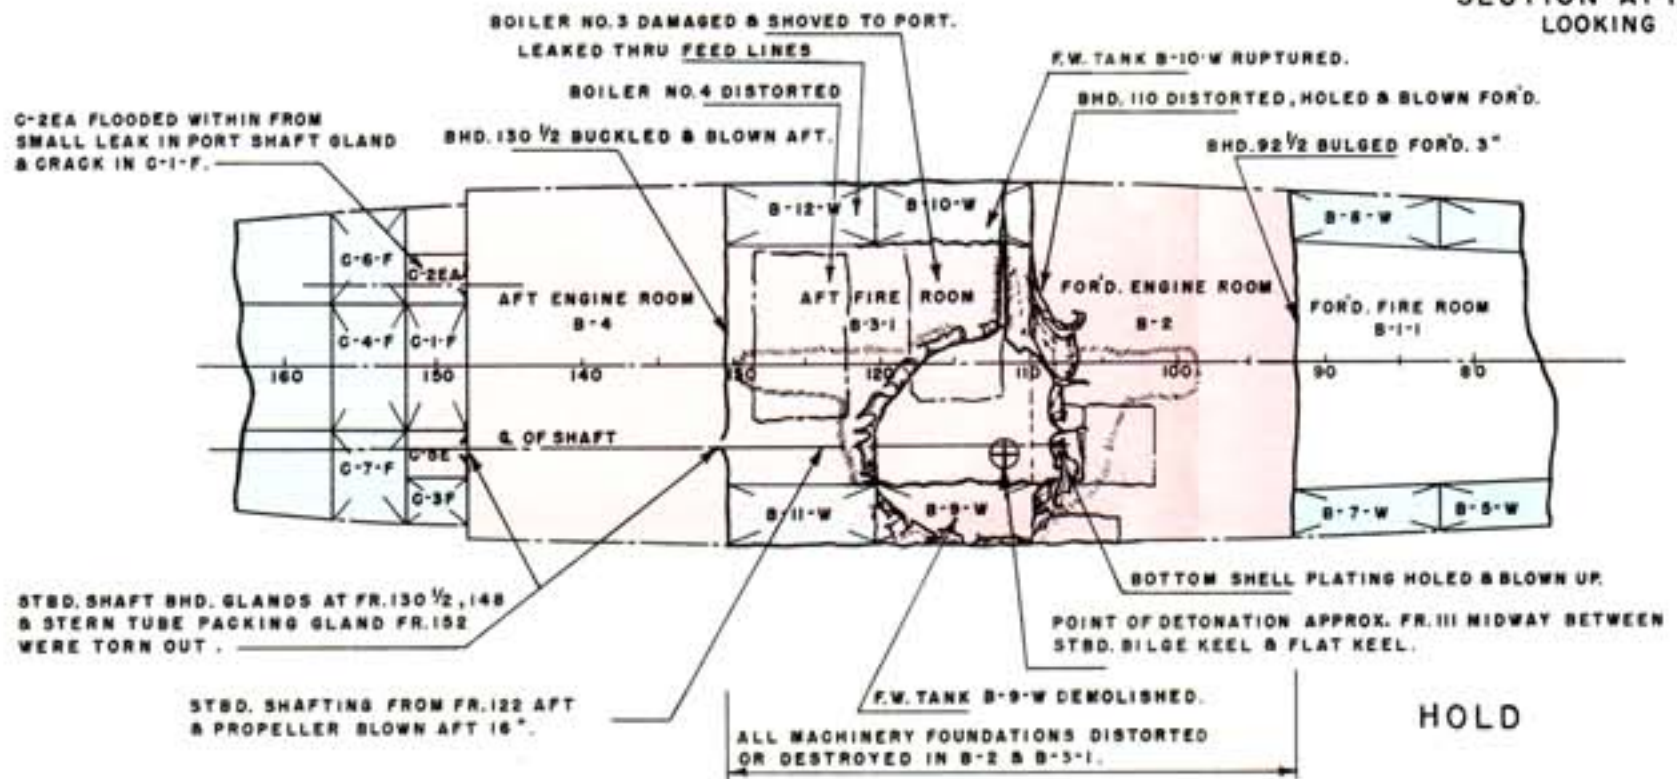 SECTION AFT
LOOKING
BOILER NO.3 DAMAGED & SHOVED TO PORT.
LEAKED THRU FEED LINES
BOILER NO.4 DISTORTED
BHD. 130 ½ BUCKLED & BLOWN AFT.
F.W. TANK B-10-W RUPTURED.
BHD. 110 DISTORTED, HOLED & BLOWN FOR'D.
BHD. 92 ½ BULGED FOR'D. 3"
C-2EA FLOODED WITHIN FROM
SMALL LEAK IN PORT SHAFT GLAND
& CRACK IN C-1-F.
B-12-W
B-10-W
B-8-W
C-6-F
C-2EA
AFT ENGINE ROOM
B-4
AFT FIRE ROOM
B-3-1
FOR'D. ENGINE ROOM
B-2
FOR'D. FIRE ROOM
B-1-1
C-4-F
C-1-F
160
150
140
130
120
110
100
90
80
℄ OF SHAFT
C-7-F
C-3F
B-11-W
B-9-W
B-7-W
B-5-W
STBD. SHAFT BHD. GLANDS AT FR. 130 ½, 148
& STERN TUBE PACKING GLAND FR. 152
WERE TORN OUT.
BOTTOM SHELL PLATING HOLED & BLOWN UP.
POINT OF DETONATION APPROX. FR. 111 MIDWAY BETWEEN
STBD. BILGE KEEL & FLAT KEEL.
STBD. SHAFTING FROM FR. 122 AFT
& PROPELLER BLOWN AFT 16".
F.W. TANK B-9-W DEMOLISHED.
ALL MACHINERY FOUNDATIONS DISTORTED
OR DESTROYED IN B-2 & B-3-1.
HOLD